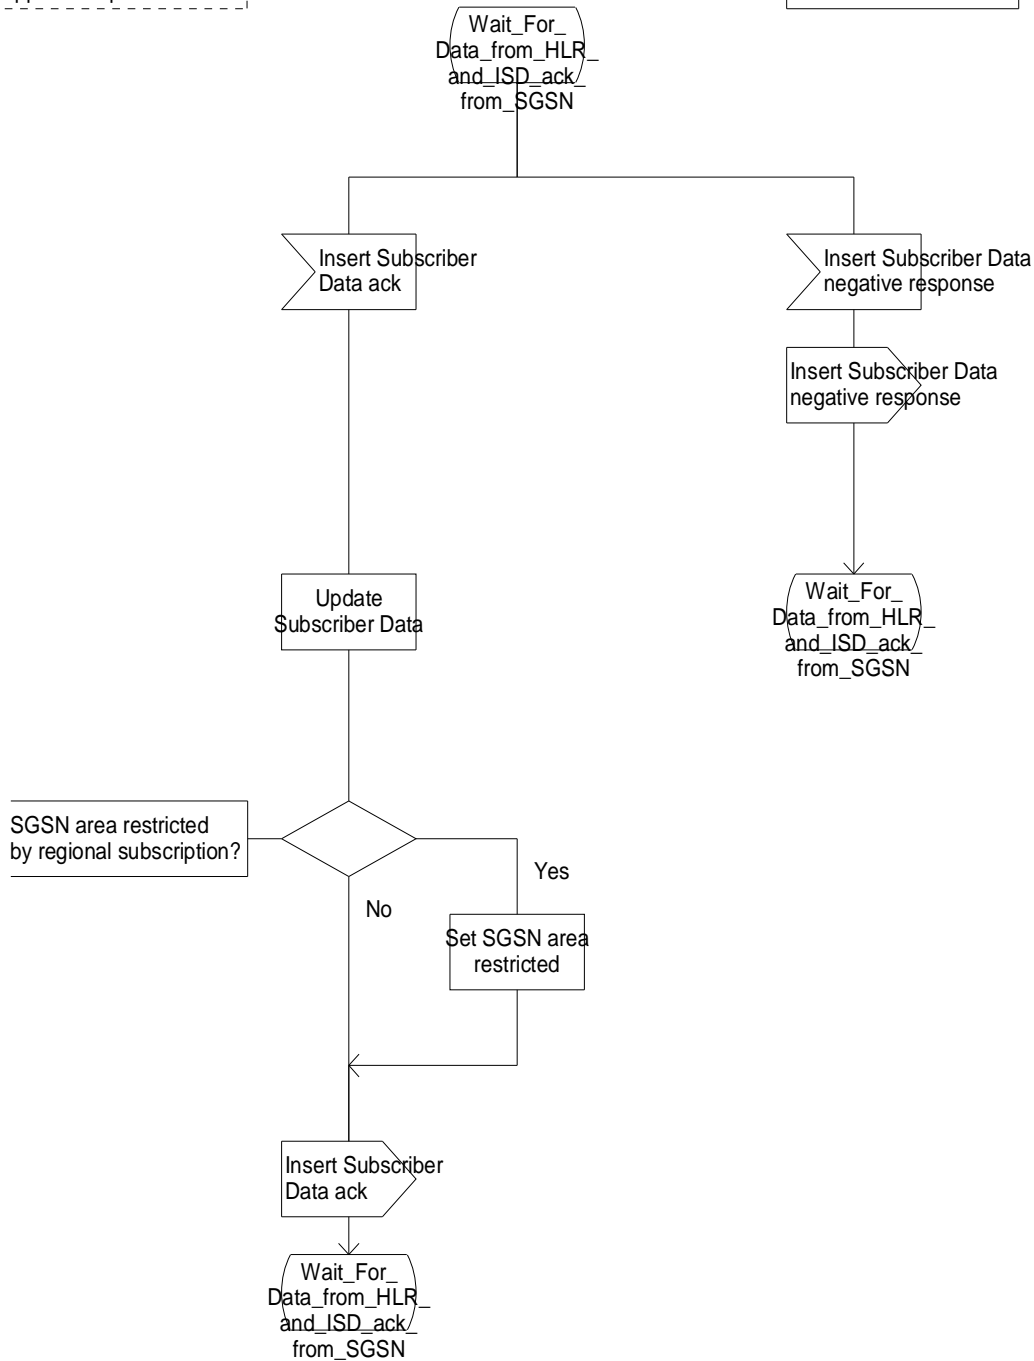 Wait_For_
Data_from_HLR_
and_ISD_ack_
from_SGSN
Insert Subscriber
Data ack
Insert Subscriber Data
negative response
Insert Subscriber Data
negative response
Update
Subscriber Data
Wait_For_
Data_from_HLR_
and_ISD_ack_
from_SGSN
SGSN area restricted
by regional subscription?
Yes
No
Set SGSN area
restricted
Insert Subscriber
Data ack
Wait_For_
Data_from_HLR_
and_ISD_ack_
from_SGSN